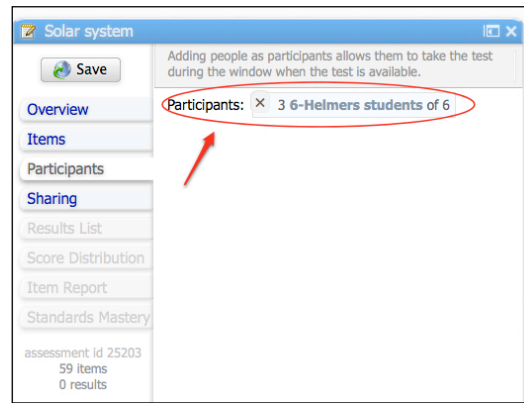 Solar system
Save
Adding people as participants allows them to take the test
during the window when the test is available.
Overview
Items
Participants
Sharing
Results List
Score Distribution
Item Report
Standards Mastery
assessment id 25203
59 items
0 results
Participants: × 3 6-Helmers students of 6